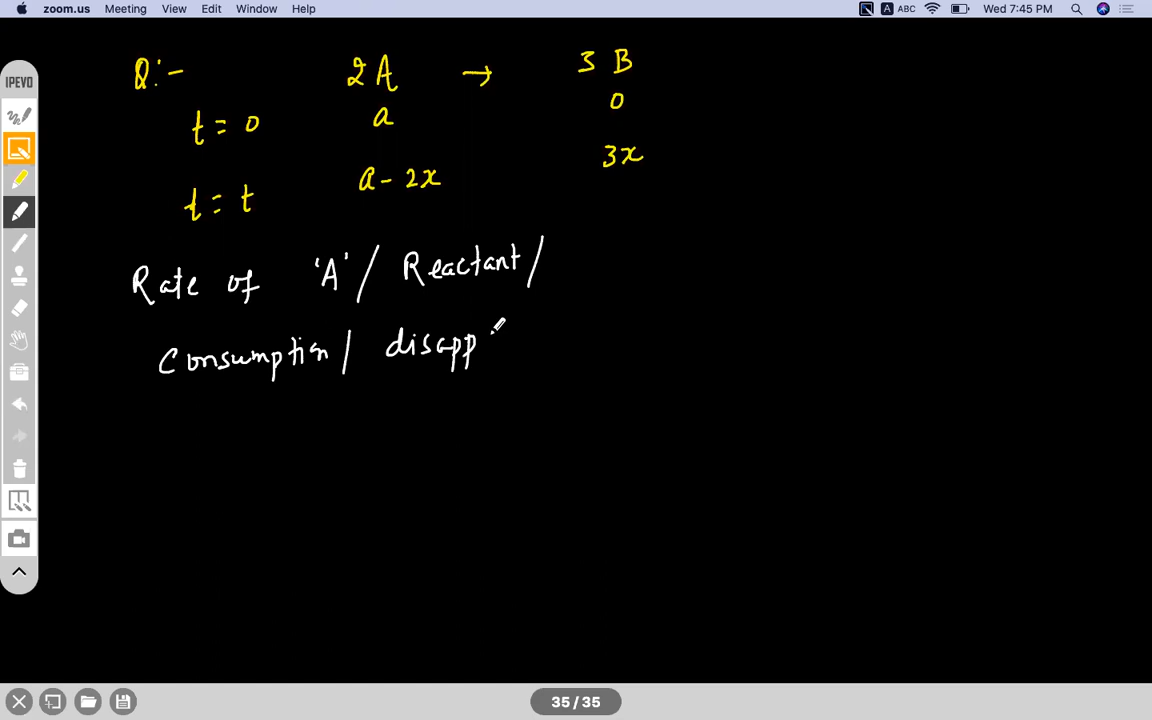 zoom.us Meeting View Edit Window Help A ABC Wed 7:45 PM
IPEVO
Q:- 2A → 3B
t = 0 a 0
t = t a - 2x 3x
Rate of 'A' / Reactant /
Consumption / disapp
35 / 35